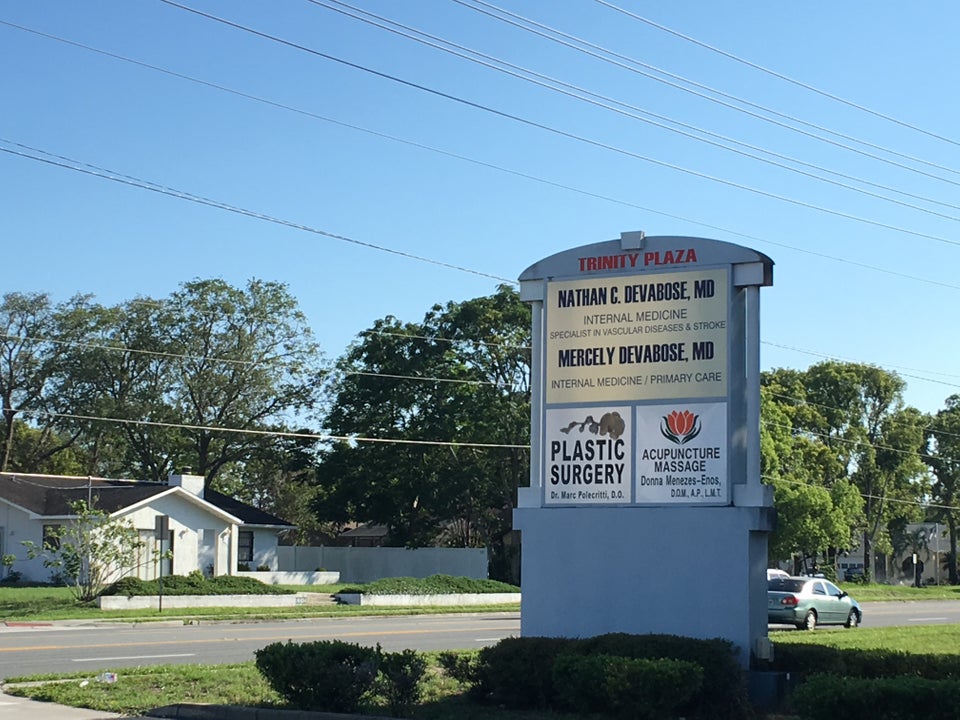 TRINITY PLAZA
NATHAN C. DEVABOSE, MD
INTERNAL MEDICINE
SPECIALIST IN VASCULAR DISEASES & STROKE
MERCELY DEVABOSE, MD
INTERNAL MEDICINE / PRIMARY CARE
PLASTIC
SURGERY
Dr. Marc Polecritti, D.O.
ACUPUNCTURE
MASSAGE
Donna Menezes-Enos,
D.O.M., A.P., L.M.T.